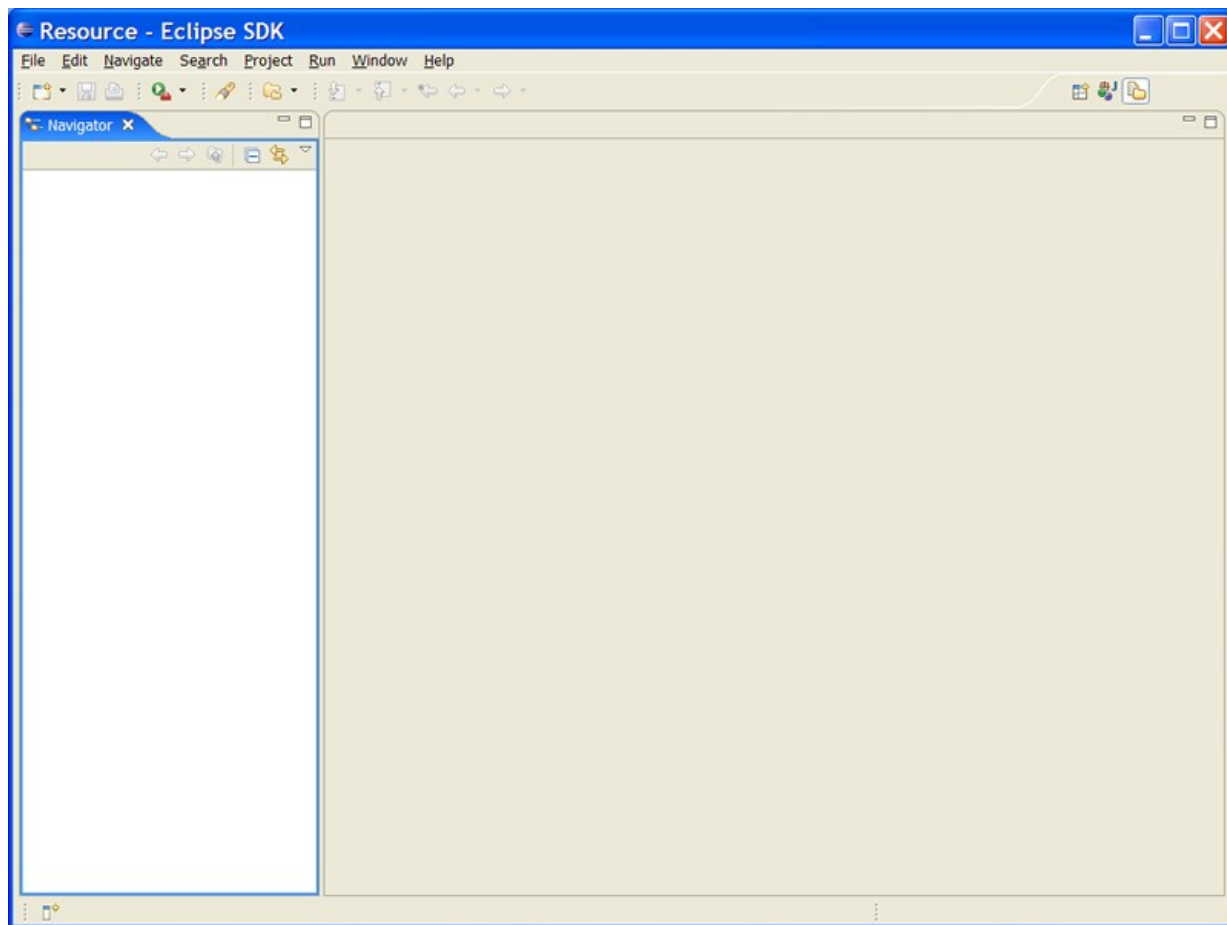 Resource - Eclipse SDK
File Edit Navigate Search Project Run Window Help
Navigator